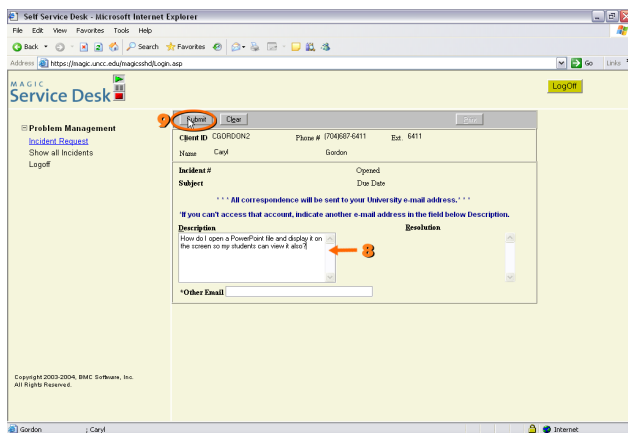 Self Service Desk - Microsoft Internet Explorer
File Edit View Favorites Tools Help
Back Search Favorites
Address https://magic.uncc.edu/magicsshd/Login.asp Go Links
MAGIC
Service Desk
LogOff
Problem Management
Incident Request
Show all Incidents
Logoff
9 Submit Clear Print
Client ID CGORDON2 Phone # (704)687-6411 Ext. 6411
Name Caryl Gordon
Incident # Opened
Subject Due Date
* * * All correspondence will be sent to your University e-mail address. * * *
*If you can't access that account, indicate another e-mail address in the field below Description.
Description Resolution
How do I open a PowerPoint file and display it on
the screen so my students can view it also?
8
*Other Email
Copyright 2003-2004, BMC Software, Inc.
All Rights Reserved.
Gordon ; Caryl Internet